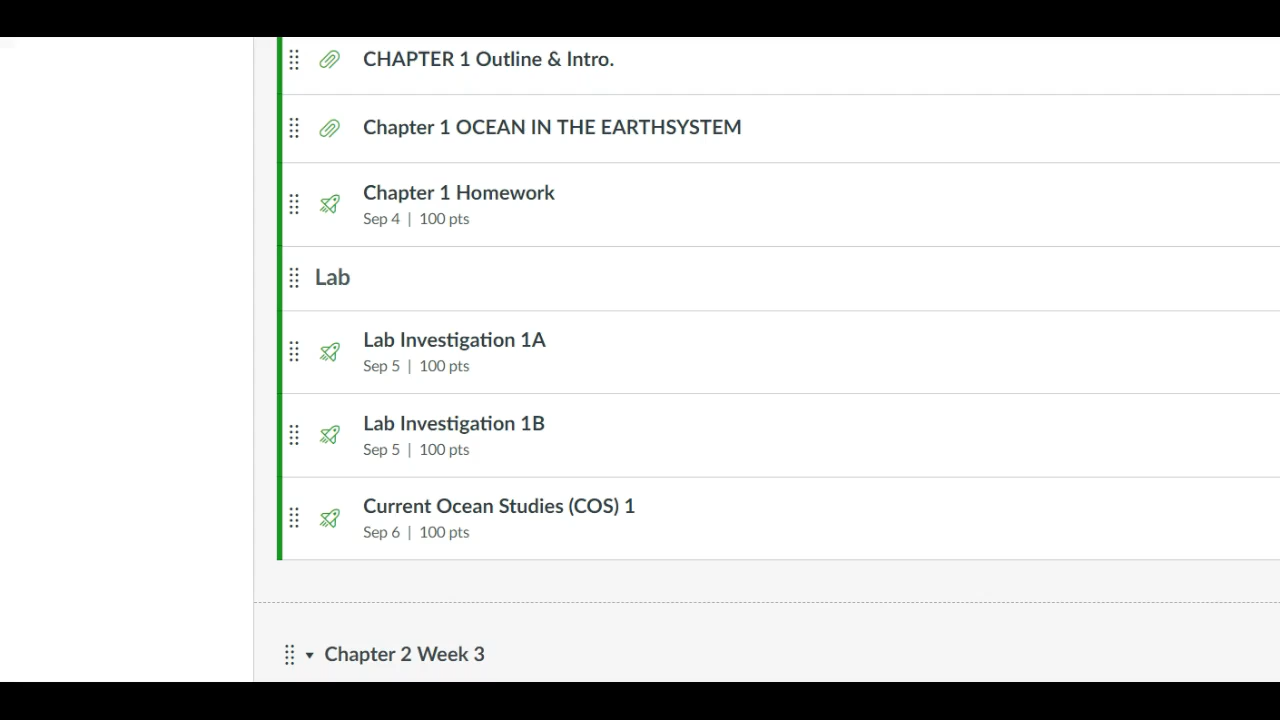 CHAPTER 1 Outline & Intro.
Chapter 1 OCEAN IN THE EARTHSYSTEM
Chapter 1 Homework
Sep 4 | 100 pts
Lab
Lab Investigation 1A
Sep 5 | 100 pts
Lab Investigation 1B
Sep 5 | 100 pts
Current Ocean Studies (COS) 1
Sep 6 | 100 pts
Chapter 2 Week 3